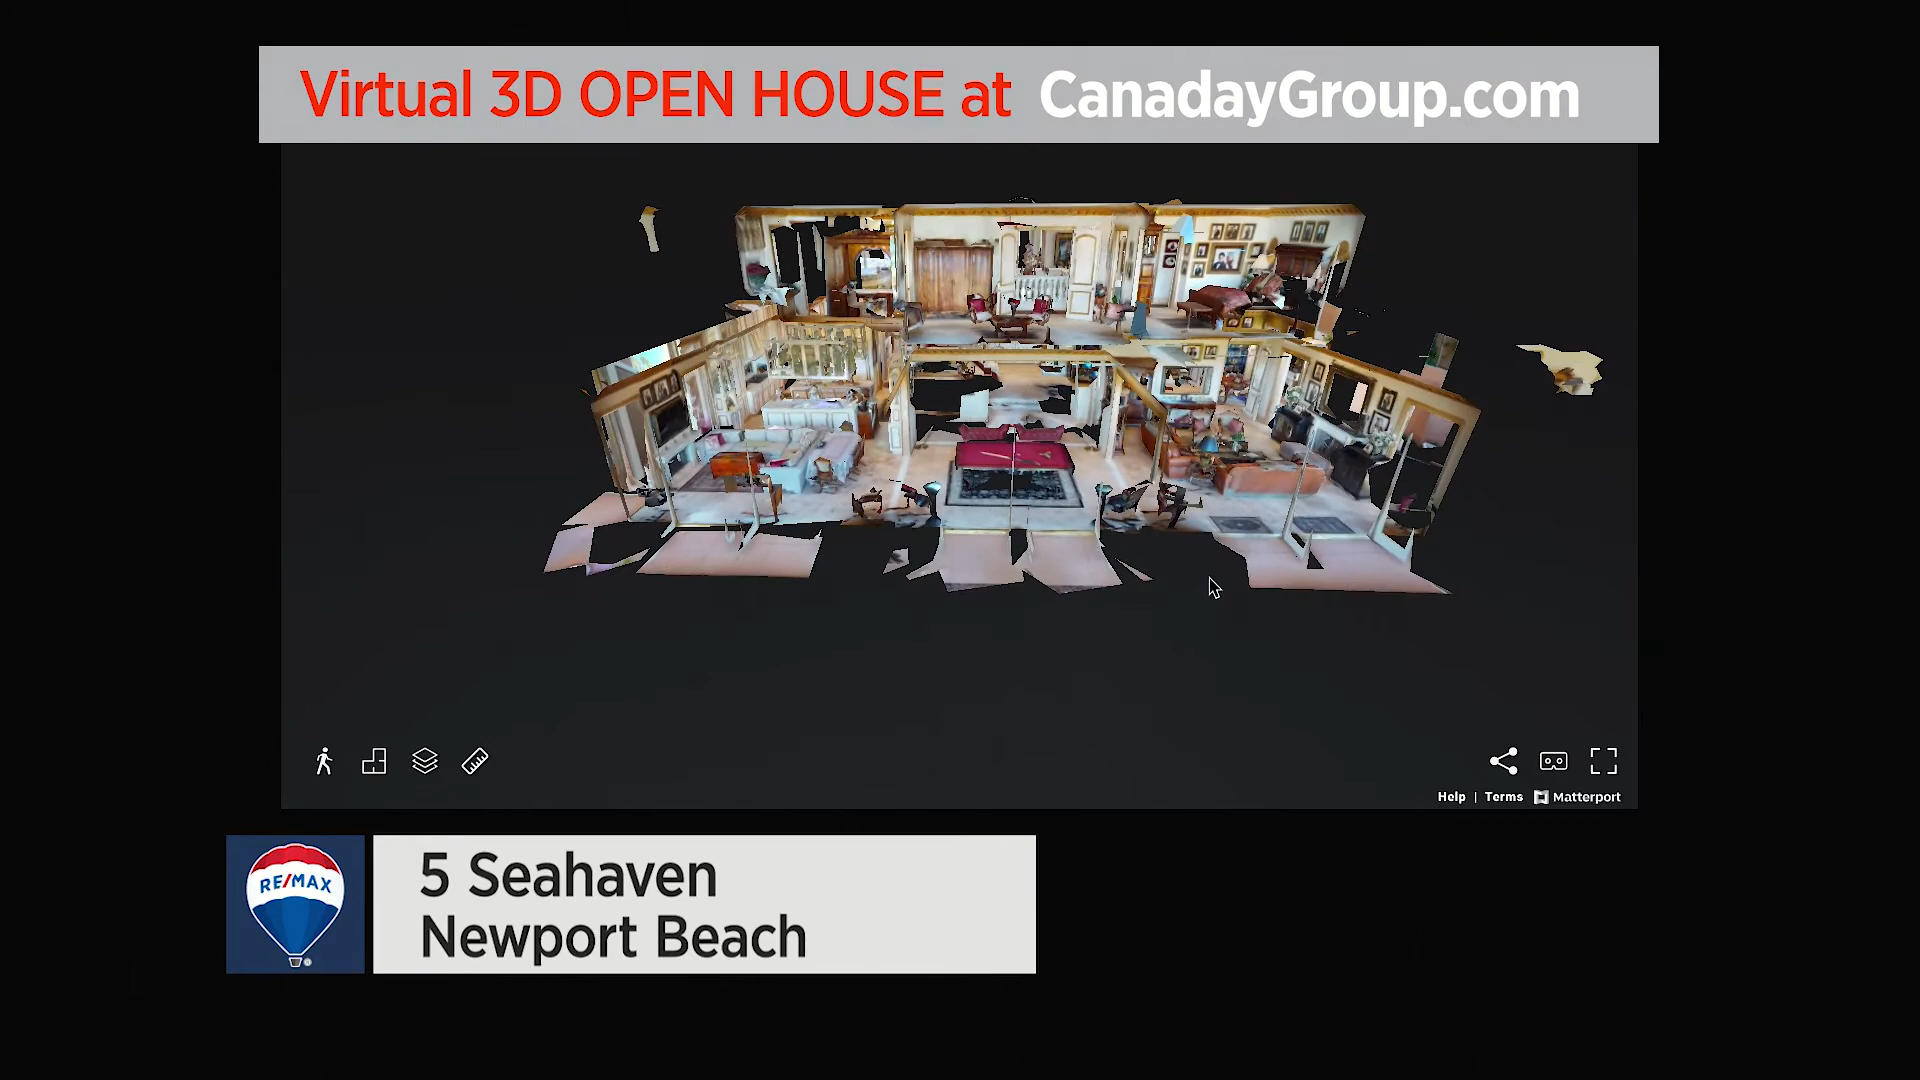 Virtual 3D OPEN HOUSE at CanadayGroup.com
Help | Terms Matterport
RE/MAX
5 Seahaven
Newport Beach